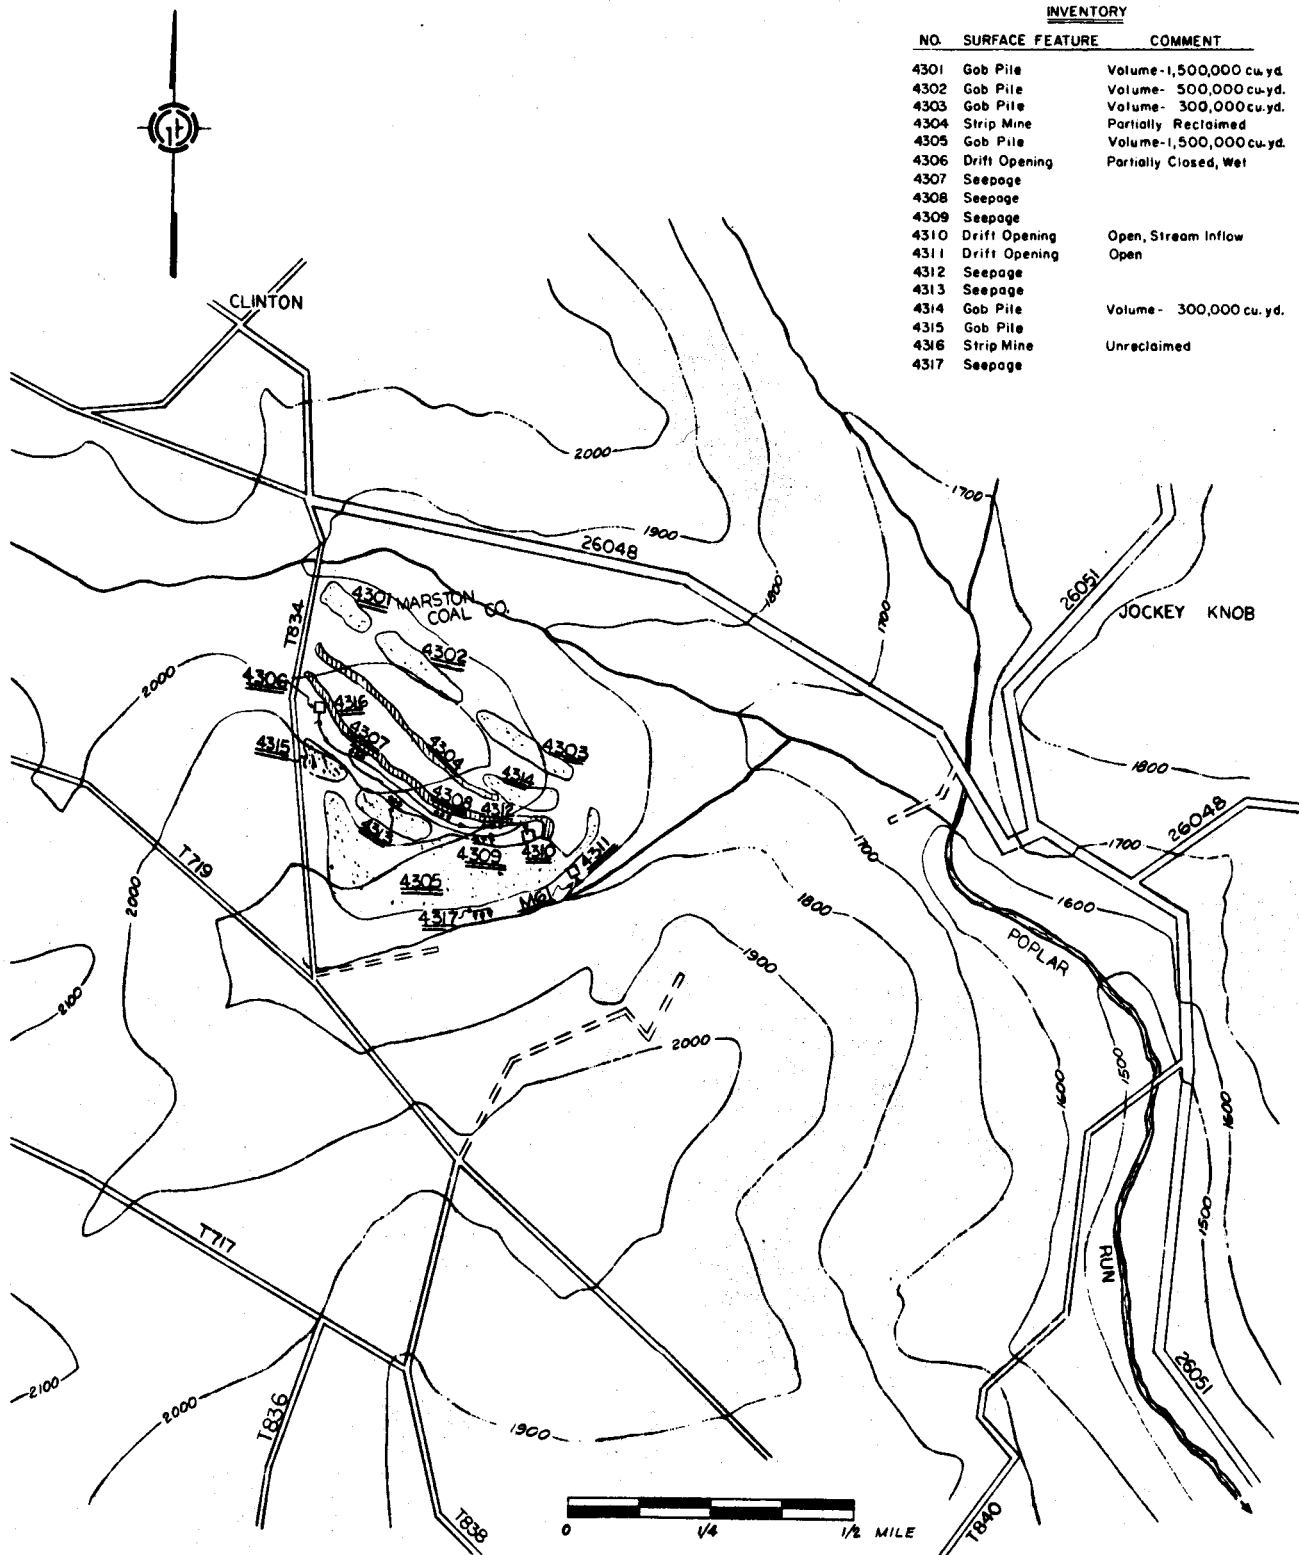 INVENTORY
NO. SURFACE FEATURE COMMENT
4301 Gob Pile Volume-1,500,000 cu.yd.
4302 Gob Pile Volume- 500,000 cu.yd.
4303 Gob Pile Volume- 300,000 cu.yd.
4304 Strip Mine Partially Reclaimed
4305 Gob Pile Volume-1,500,000 cu.yd.
4306 Drift Opening Partially Closed, Wet
4307 Seepage
4308 Seepage
4309 Seepage
4310 Drift Opening Open, Stream Inflow
4311 Drift Opening Open
4312 Seepage
4313 Seepage
4314 Gob Pile Volume- 300,000 cu.yd.
4315 Gob Pile
4316 Strip Mine Unreclaimed
4317 Seepage
CLINTON
2000
1700
1900
26048
1800
26051
1700
JOCKEY KNOB
4301
MARSTON
COAL CO.
T834
4302
2000
4306
4316
4307
4315
4304
4303
4314
1800
4308
4312
26048
4313
4310
4309
4311
1700
1700
T719
4305
M61
2000
4317
1800
1600
POPLAR
1900
2100
2000
1500
1600
1600
1500
T717
RUN
2100
2000
T836
1900
26051
T838
T840
0 1/4 1/2 MILE